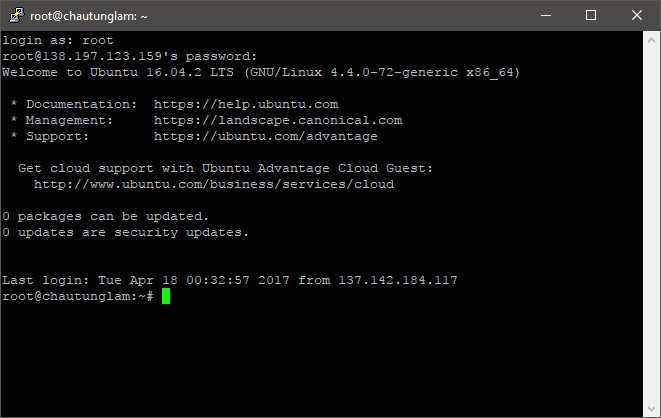 root@chautunglam: ~
login as: root
root@138.197.123.159's password:
Welcome to Ubuntu 16.04.2 LTS (GNU/Linux 4.4.0-72-generic x86_64)
* Documentation:  https://help.ubuntu.com
* Management:     https://landscape.canonical.com
* Support:        https://ubuntu.com/advantage
Get cloud support with Ubuntu Advantage Cloud Guest:
http://www.ubuntu.com/business/services/cloud
0 packages can be updated.
0 updates are security updates.
Last login: Tue Apr 18 00:32:57 2017 from 137.142.184.117
root@chautunglam:~#